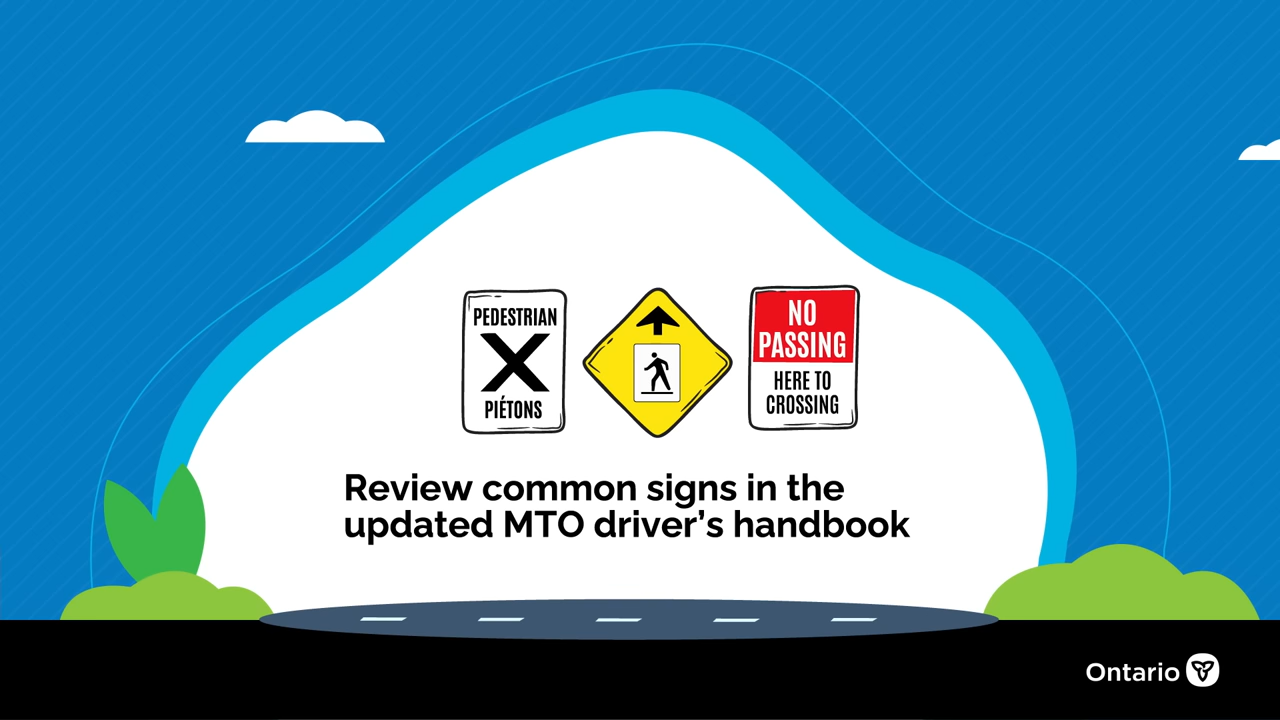 PEDESTRIAN
X
PIÉTONS
NO
PASSING
HERE TO
CROSSING
Review common signs in the
updated MTO driver’s handbook
Ontario